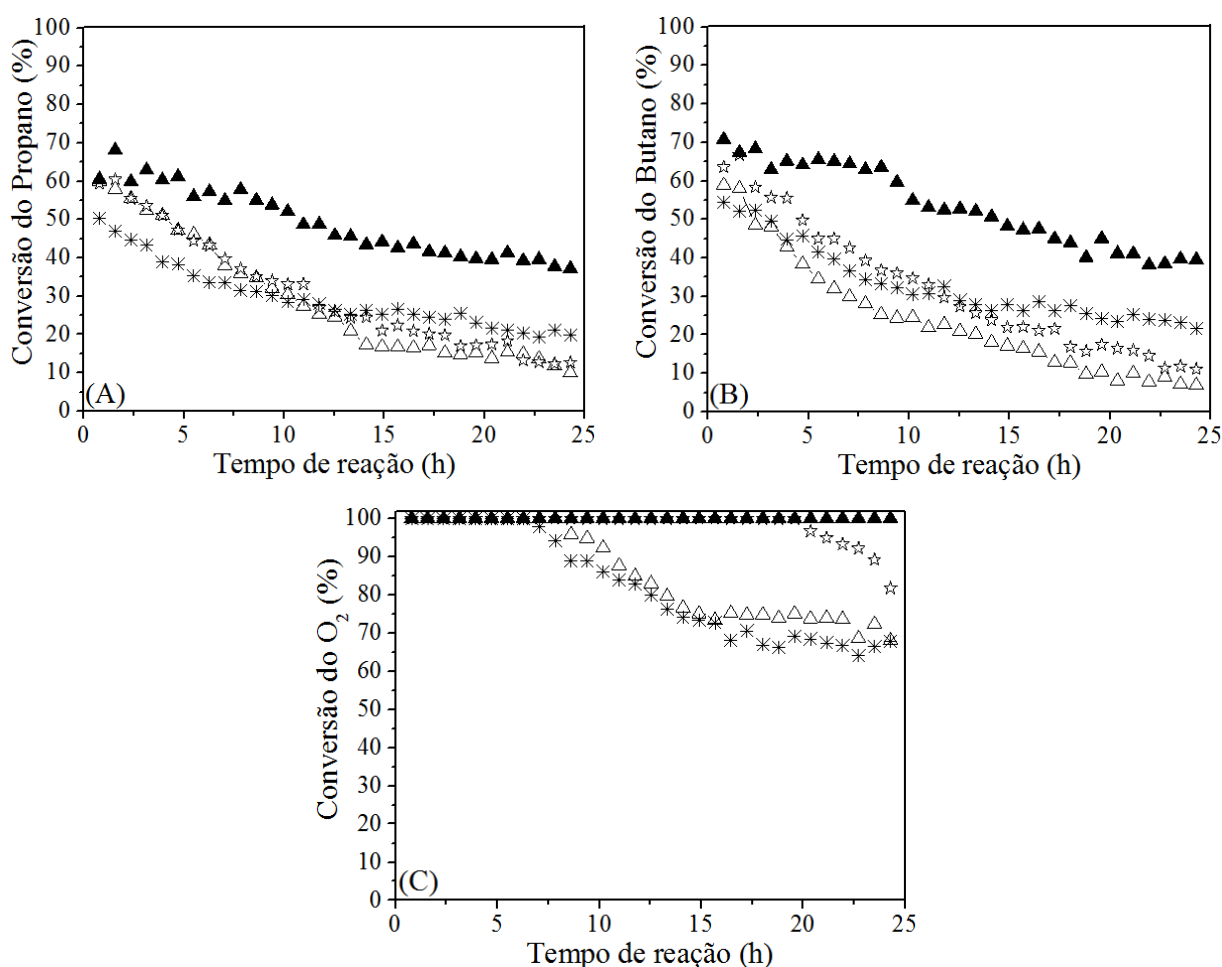 Conversão do Propano (%)
100
90
80
70
60
50
40
30
20
10
0
(A)
0 5 10 15 20 25
Tempo de reação (h)
Conversão do Butano (%)
100
90
80
70
60
50
40
30
20
10
0
(B)
0 5 10 15 20 25
Tempo de reação (h)
Conversão do O2 (%)
100
90
80
70
60
50
40
30
20
10
0
(C)
0 5 10 15 20 25
Tempo de reação (h)